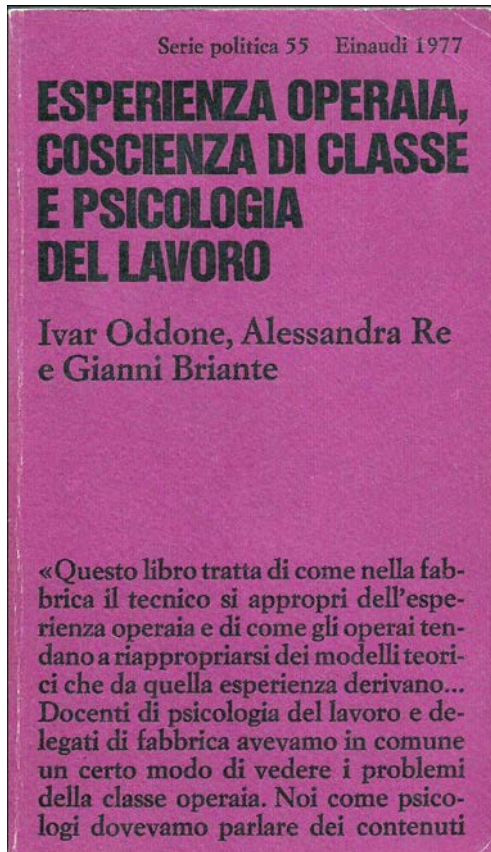 Serie politica 55 Einaudi 1977
ESPERIENZA OPERAIA,
COSCIENZA DI CLASSE
E PSICOLOGIA
DEL LAVORO
Ivar Oddone, Alessandra Re
e Gianni Briante
«Questo libro tratta di come nella fab-
brica il tecnico si appropri dell'espe-
rienza operaia e di come gli operai ten-
dano a riappropriarsi dei modelli teori-
ci che da quella esperienza derivano...
Docenti di psicologia del lavoro e de-
legati di fabbrica avevamo in comune
un certo modo di vedere i problemi
della classe operaia. Noi come psico-
logi dovevamo parlare dei contenuti